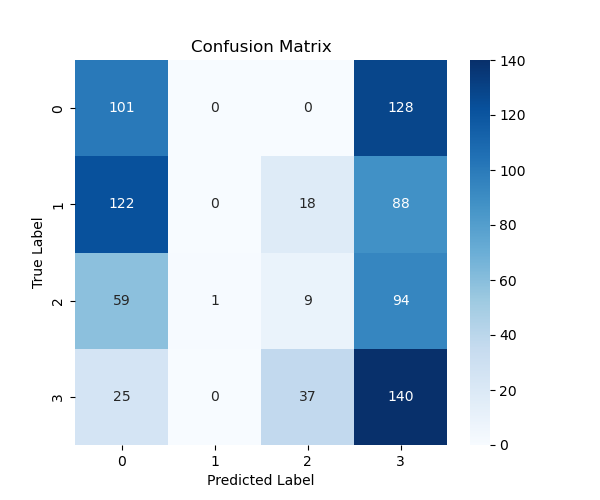 Confusion Matrix
True Label
0 101 0 0 128
1 122 0 18 88
2 59 1 9 94
3 25 0 37 140
0 1 2 3
Predicted Label
140
120
100
80
60
40
20
0